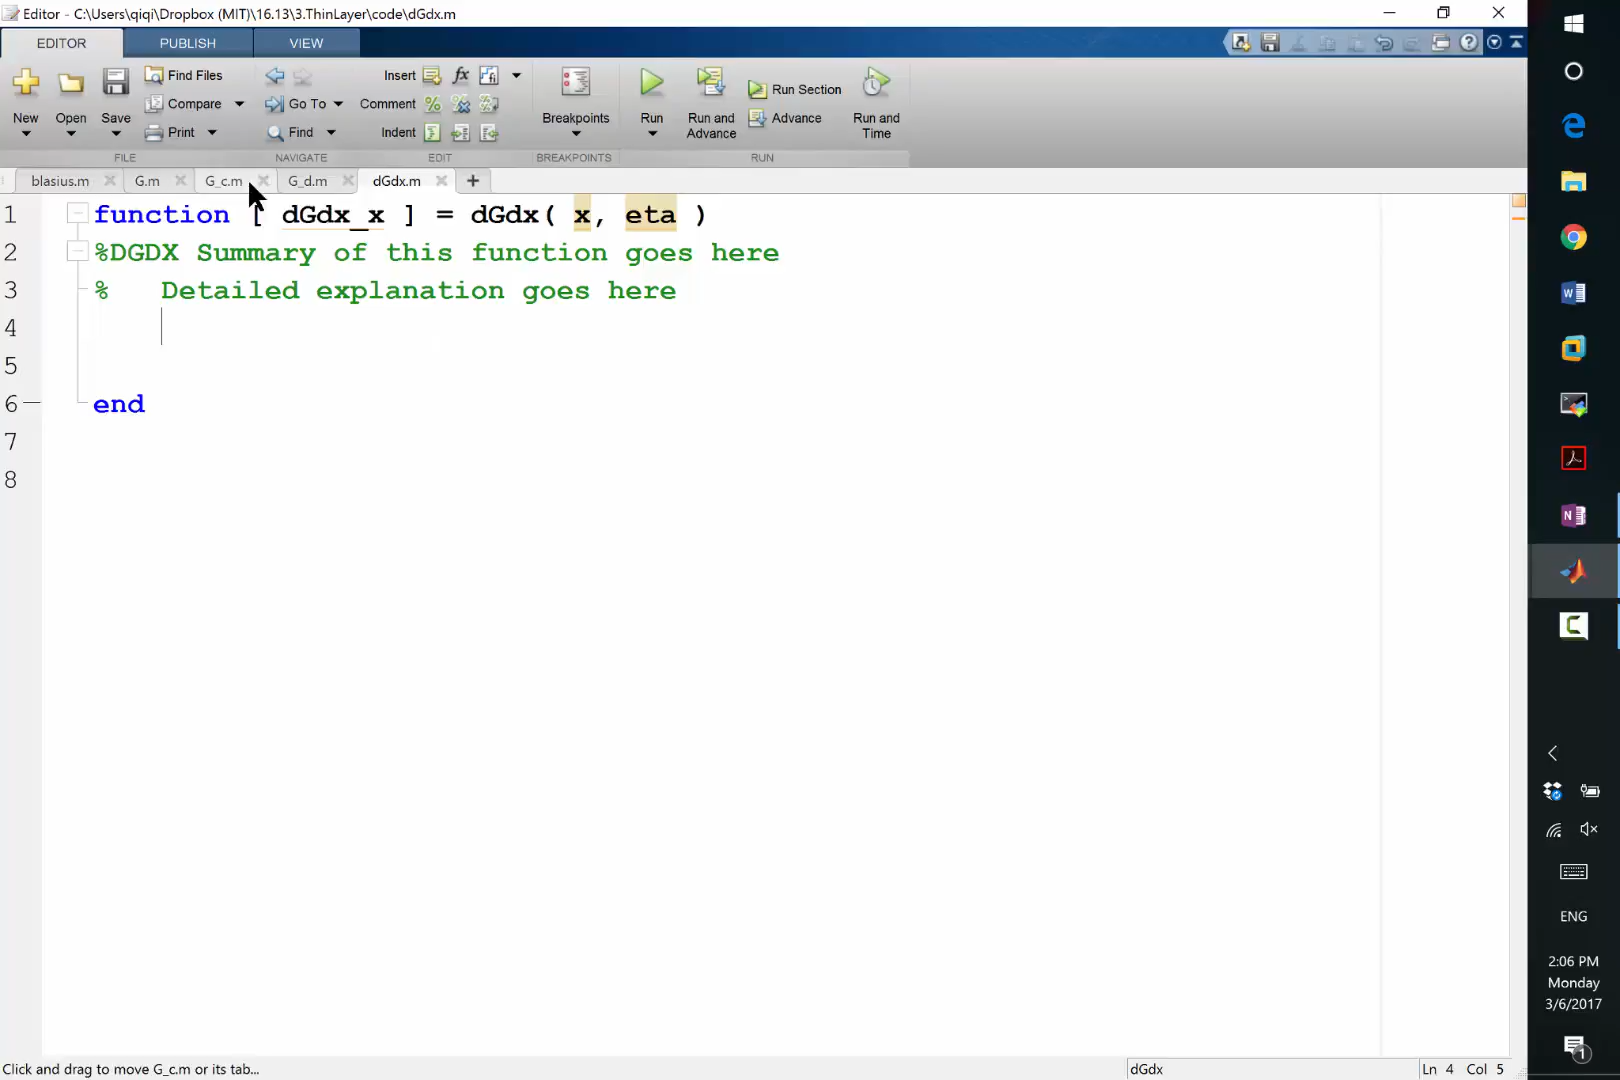 Editor - C:\Users\qiqi\Dropbox (MIT)\16.13\3.ThinLayer\code\dGdx.m
EDITOR PUBLISH VIEW
Find Files Insert fx
New Open Save Compare Go To Comment Breakpoints Run Run and Advance Run Section Advance Run and Time
Print Find Indent
FILE NAVIGATE EDIT BREAKPOINTS RUN
blasius.m G.m G_c.m G_d.m dGdx.m
1 function [ dGdx_x ] = dGdx( x, eta )
2 %DGDX Summary of this function goes here
3 % Detailed explanation goes here
4
5
6 end
7
8
Click and drag to move G_c.m or its tab...
dGdx
Ln 4 Col 5
ENG
2:06 PM
Monday
3/6/2017
1